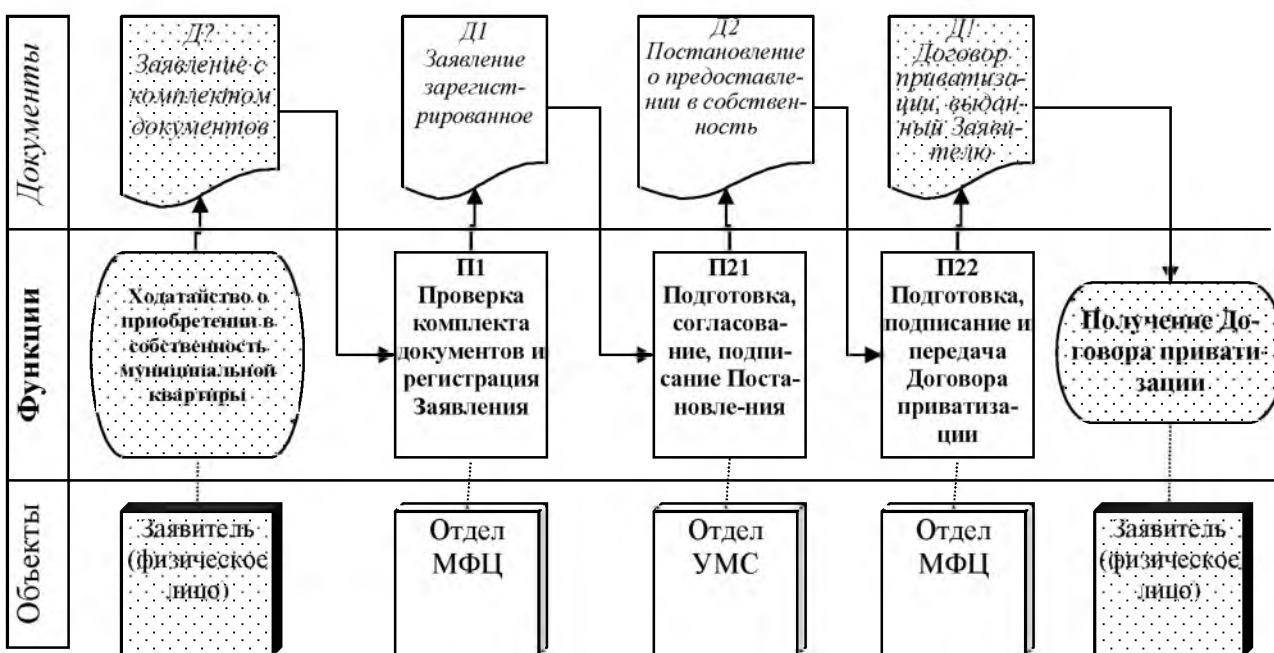 Документы
Д?
Заявление с
комплектом
документов
Д1
Заявление
зарегист-
рированное
Д2
Постановление
о предоставле-
нии в собствен-
ность
Д!
Договор
приватиза-
ции, выдан-
ный Заяви-
телю
Функции
Ходатайство о
приобретении в
собственность
муниципальной
квартиры
П1
Проверка
комплекта
документов и
регистрация
Заявления
П21
Подготовка,
согласова-
ние, подпи-
сание Поста-
новле-ния
П22
Подготовка,
подписание и
передача
Договора
приватиза-
ции
Получение До-
говора привати-
зации
Объекты
Заявитель
(физическое
лицо)
Отдел
МФЦ
Отдел
УМС
Отдел
МФЦ
Заявитель
(физическое
лицо)